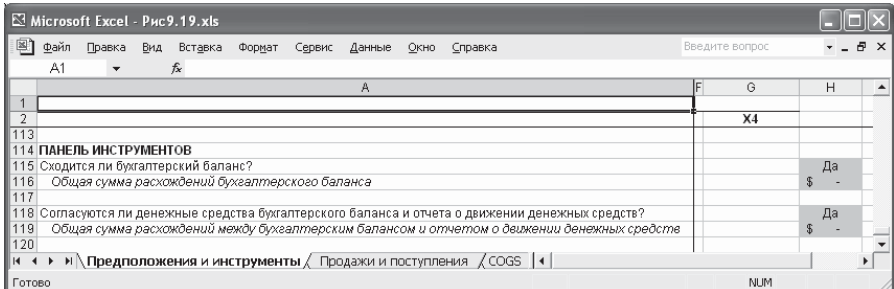 Microsoft Excel - Рис9.19.xls
Файл Правка Вид Вставка Формат Сервис Данные Окно Справка Введите вопрос
A1 fx
A F G H
1
2 X4
113
114 ПАНЕЛЬ ИНСТРУМЕНТОВ
115 Сходится ли бухгалтерский баланс? Да
116 Общая сумма расхождений бухгалтерского баланса $ -
117
118 Согласуются ли денежные средства бухгалтерского баланса и отчета о движении денежных средств? Да
119 Общая сумма расхождений между бухгалтерским балансом и отчетом о движении денежных средств $ -
120
Предположения и инструменты Продажи и поступления COGS
Готово NUM